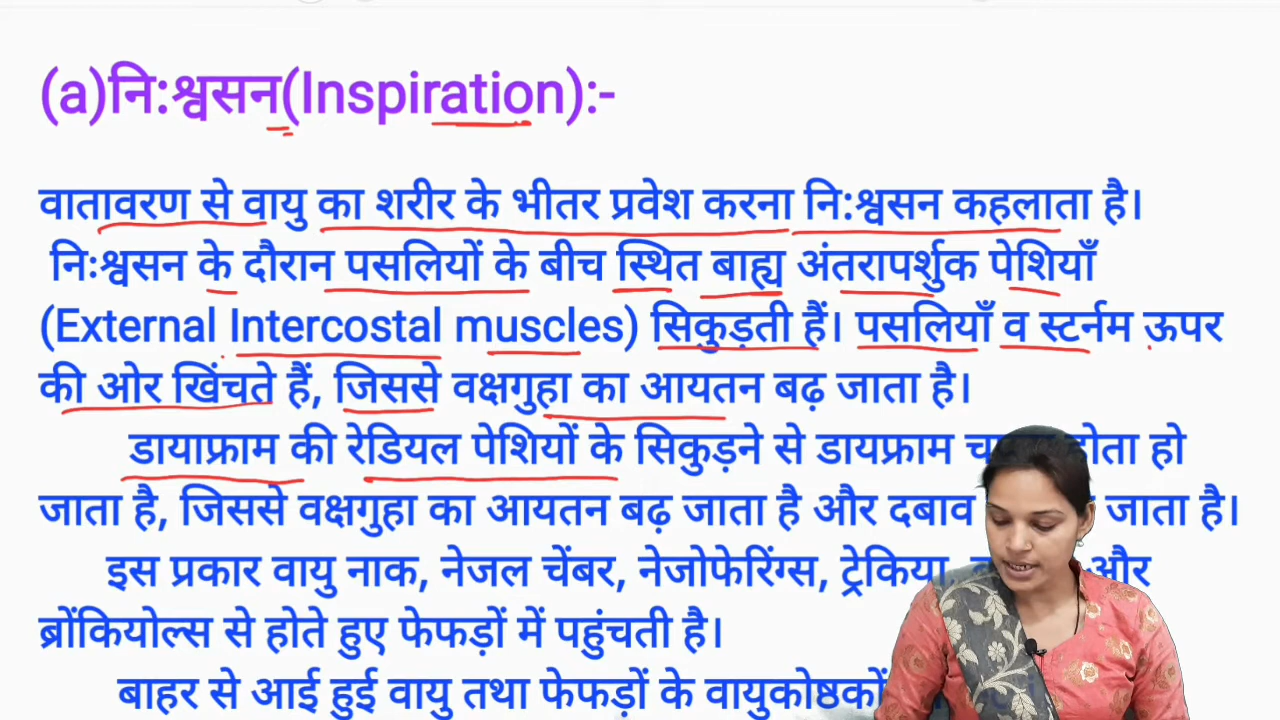 (a)नि:श्वसन(Inspiration):-
वातावरण से वायु का शरीर के भीतर प्रवेश करना नि:श्वसन कहलाता है।
निःश्वसन के दौरान पसलियों के बीच स्थित बाह्य अंतरापर्शुक पेशियाँ
(External Intercostal muscles) सिकुड़ती हैं। पसलियाँ व स्टर्नम ऊपर
की ओर खिंचते हैं, जिससे वक्षगुहा का आयतन बढ़ जाता है।
डायाफ्राम की रेडियल पेशियों के सिकुड़ने से डायफ्राम होता हो
जाता है, जिससे वक्षगुहा का आयतन बढ़ जाता है और दबाव जाता है।
इस प्रकार वायु नाक, नेजल चेंबर, नेजोफेरिंग्स, ट्रेकिया, और
ब्रोंकियोल्स से होते हुए फेफड़ों में पहुंचती है।
बाहर से आई हुई वायु तथा फेफड़ों के वायुकोष्ठकों